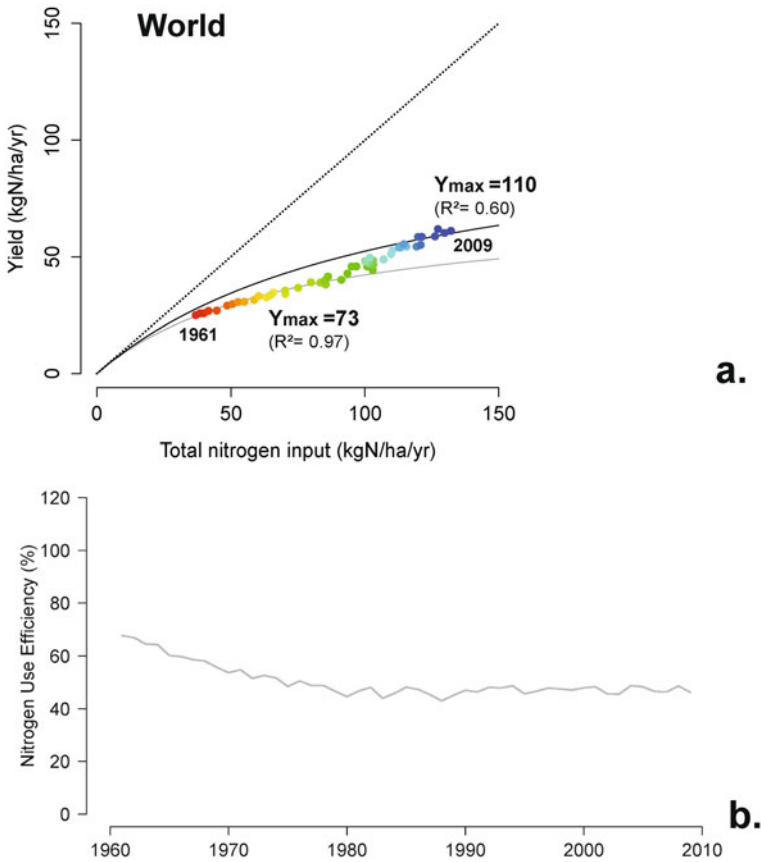 World
150
100
50
0
Yield (kgN/ha/yr)
Ymax =110
(R²= 0.60)
2009
1961
Ymax =73
(R²= 0.97)
0 50 100 150
Total nitrogen input (kgN/ha/yr)
a.
120
100
80
60
40
20
0
Nitrogen Use Efficiency (%)
1960 1970 1980 1990 2000 2010
b.